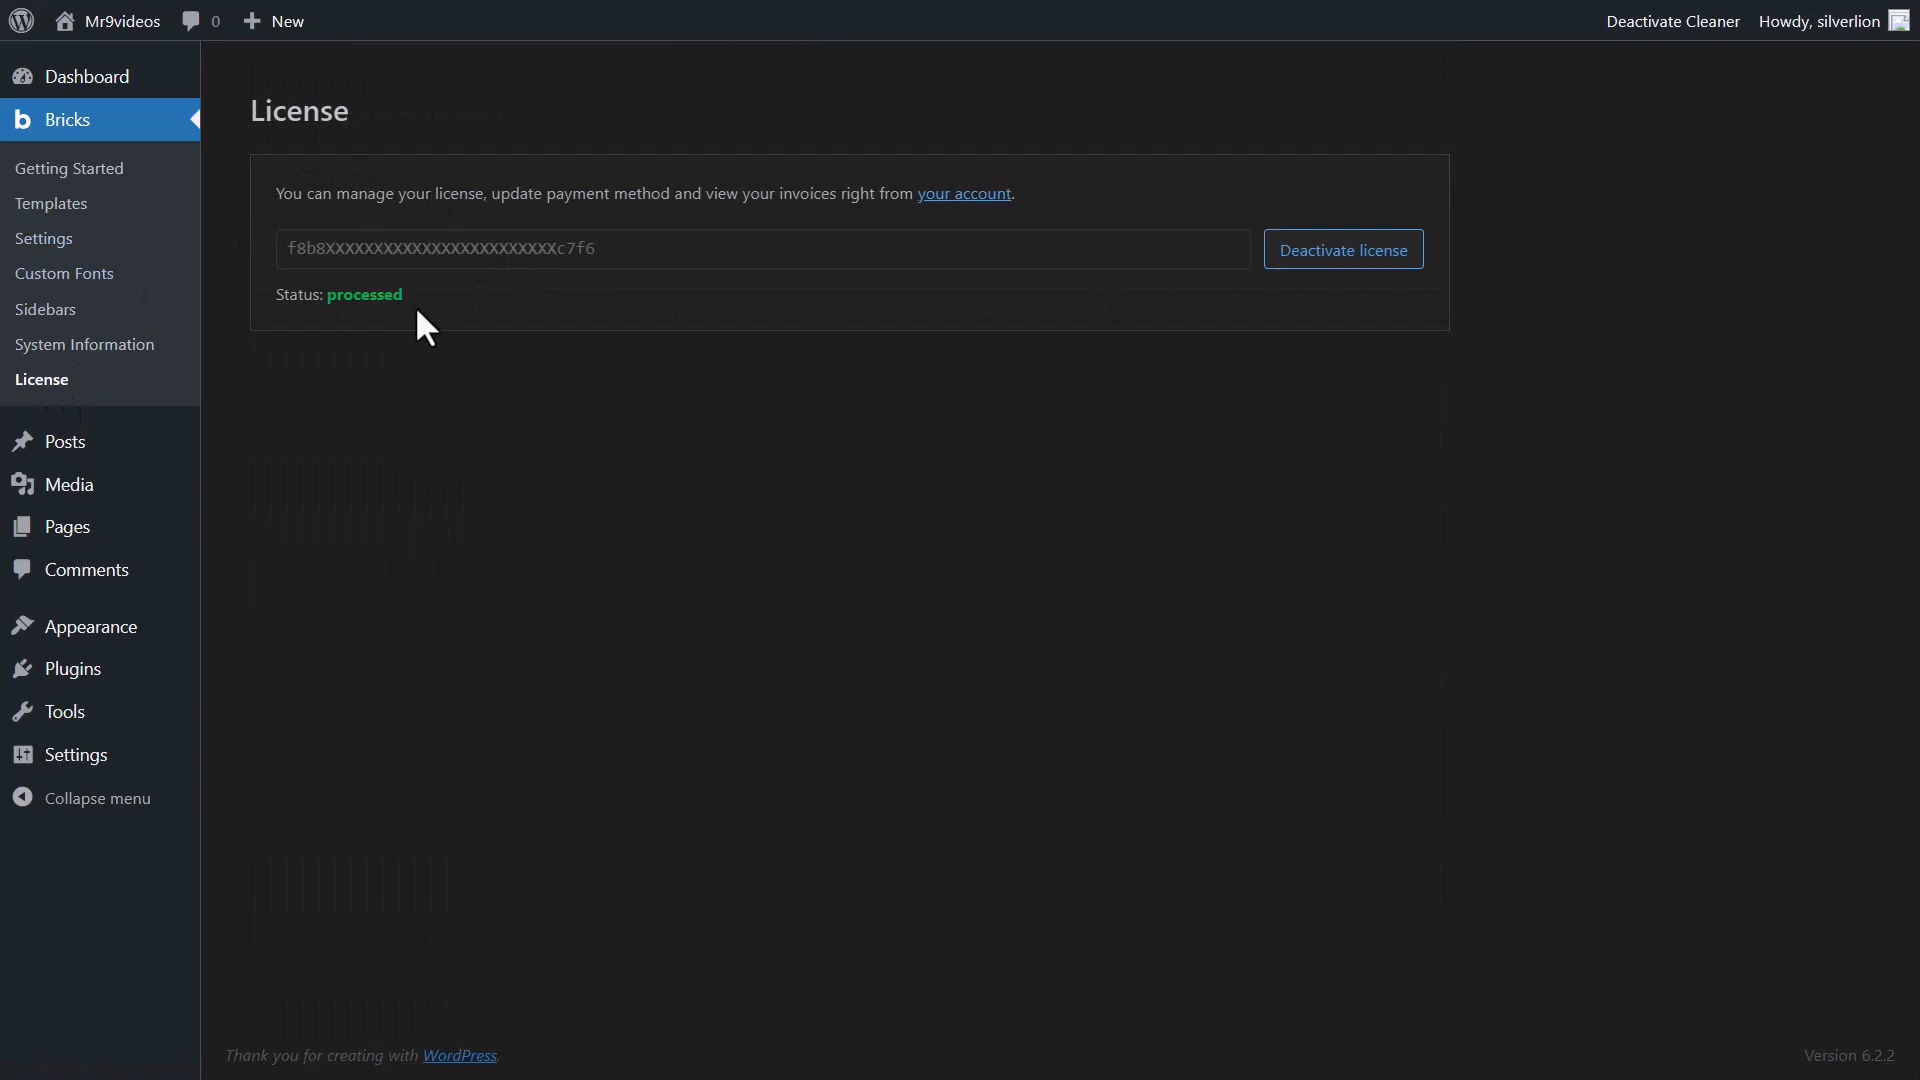 Mr9videos
0
New
Deactivate Cleaner
Howdy, silverlion
Dashboard
Bricks
Getting Started
Templates
Settings
Custom Fonts
Sidebars
System Information
License
Posts
Media
Pages
Comments
Appearance
Plugins
Tools
Settings
Collapse menu
License
You can manage your license, update payment method and view your invoices right from your account.
f8b8XXXXXXXXXXXXXXXXXXXXXXXXc7f6
Deactivate license
Status: processed
Thank you for creating with WordPress.
Version 6.2.2